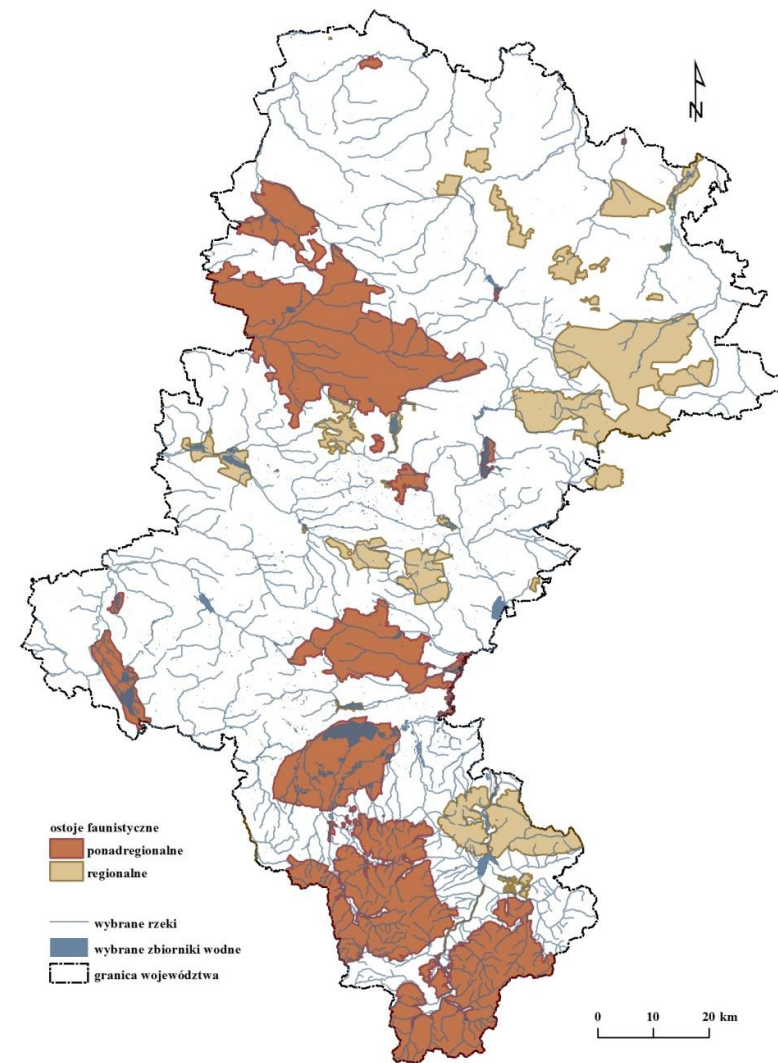 N
ostoje faunistyczne
ponadregionalne
regionalne
wybrane rzeki
wybrane zbiorniki wodne
granica województwa
0 10 20 km